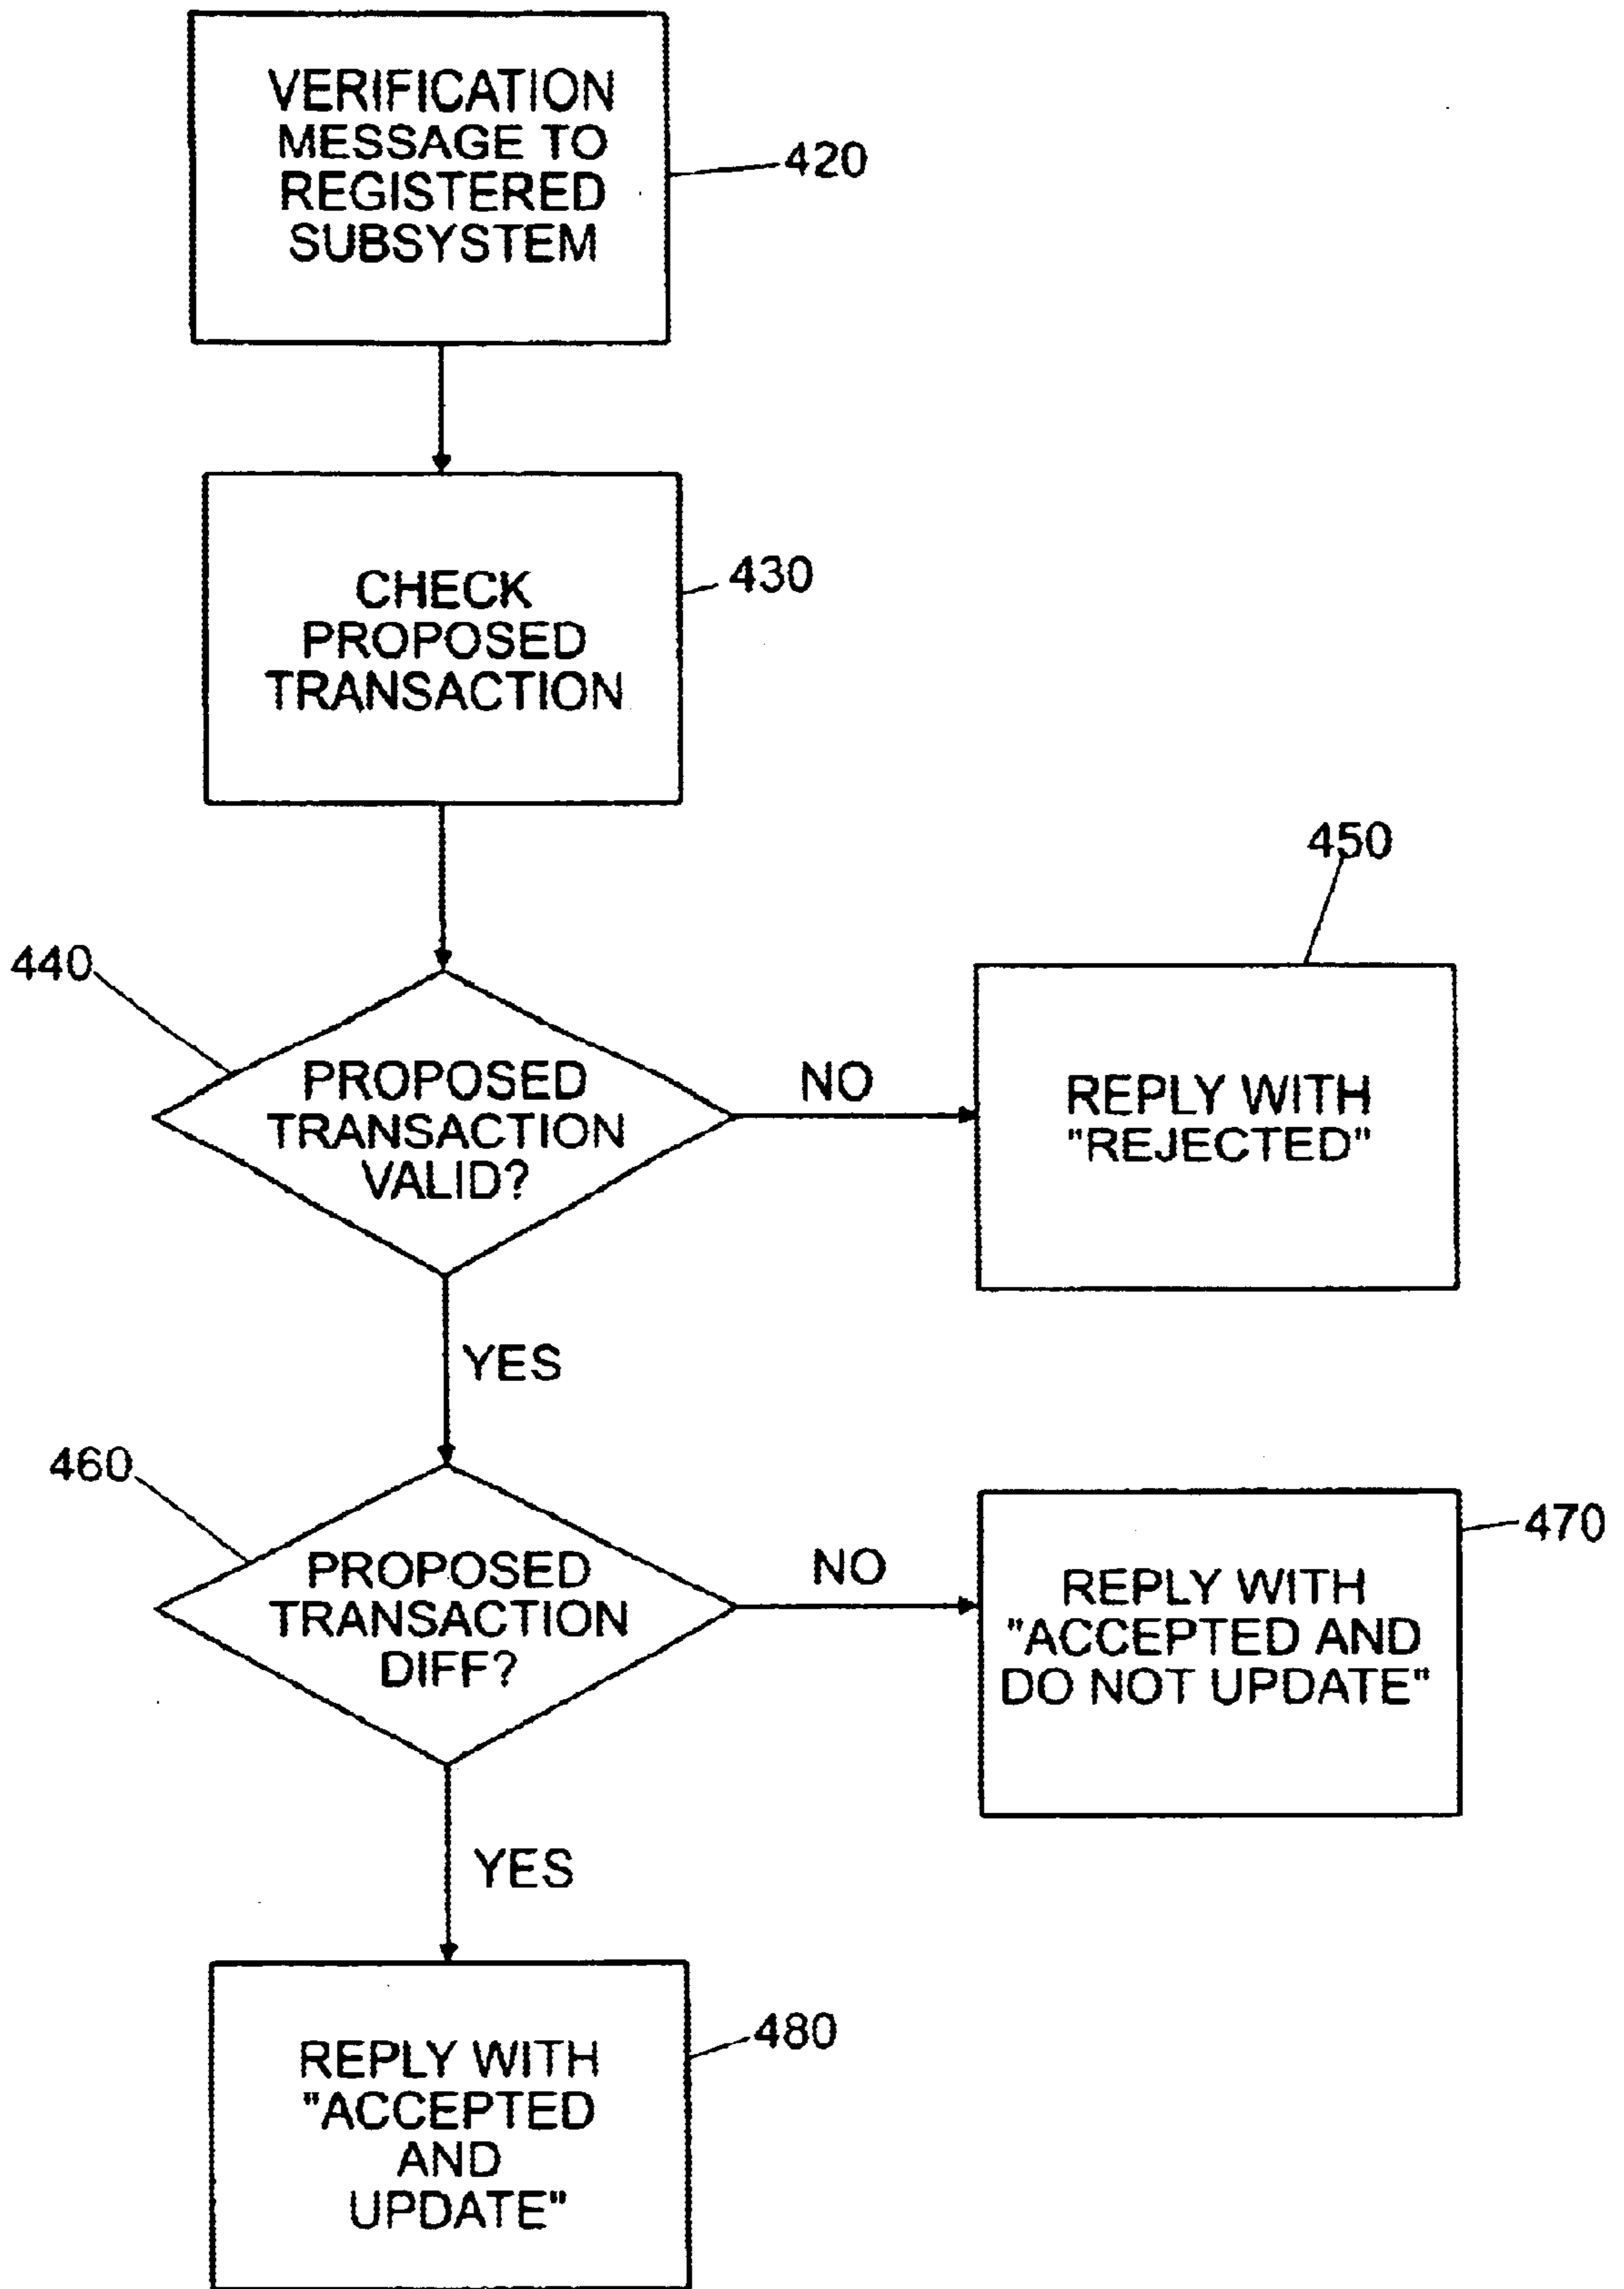 VERIFICATION
MESSAGE TO
REGISTERED
SUBSYSTEM
420
CHECK
PROPOSED
TRANSACTION
430
450
440
PROPOSED
TRANSACTION
VALID?
NO
REPLY WITH
"REJECTED"
YES
460
PROPOSED
TRANSACTION
DIFF?
NO
REPLY WITH
"ACCEPTED AND
DO NOT UPDATE"
470
YES
REPLY WITH
"ACCEPTED
AND
UPDATE"
480